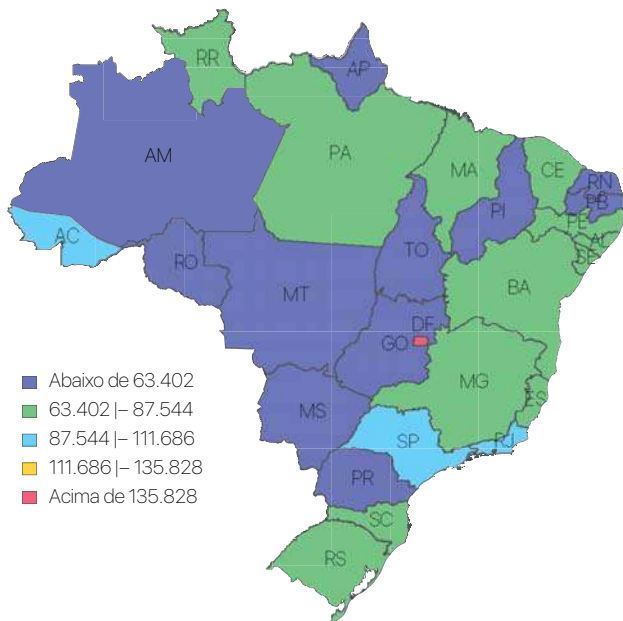 RR
AP
AM
PA
MA
CE
RN
PB
PI
PE
AL
SE
AC
RO
TO
MT
BA
DF
GO
MG
ES
MS
SP
RJ
PR
SC
RS
Abaixo de 63.402
63.402 |– 87.544
87.544 |– 111.686
111.686 |– 135.828
Acima de 135.828